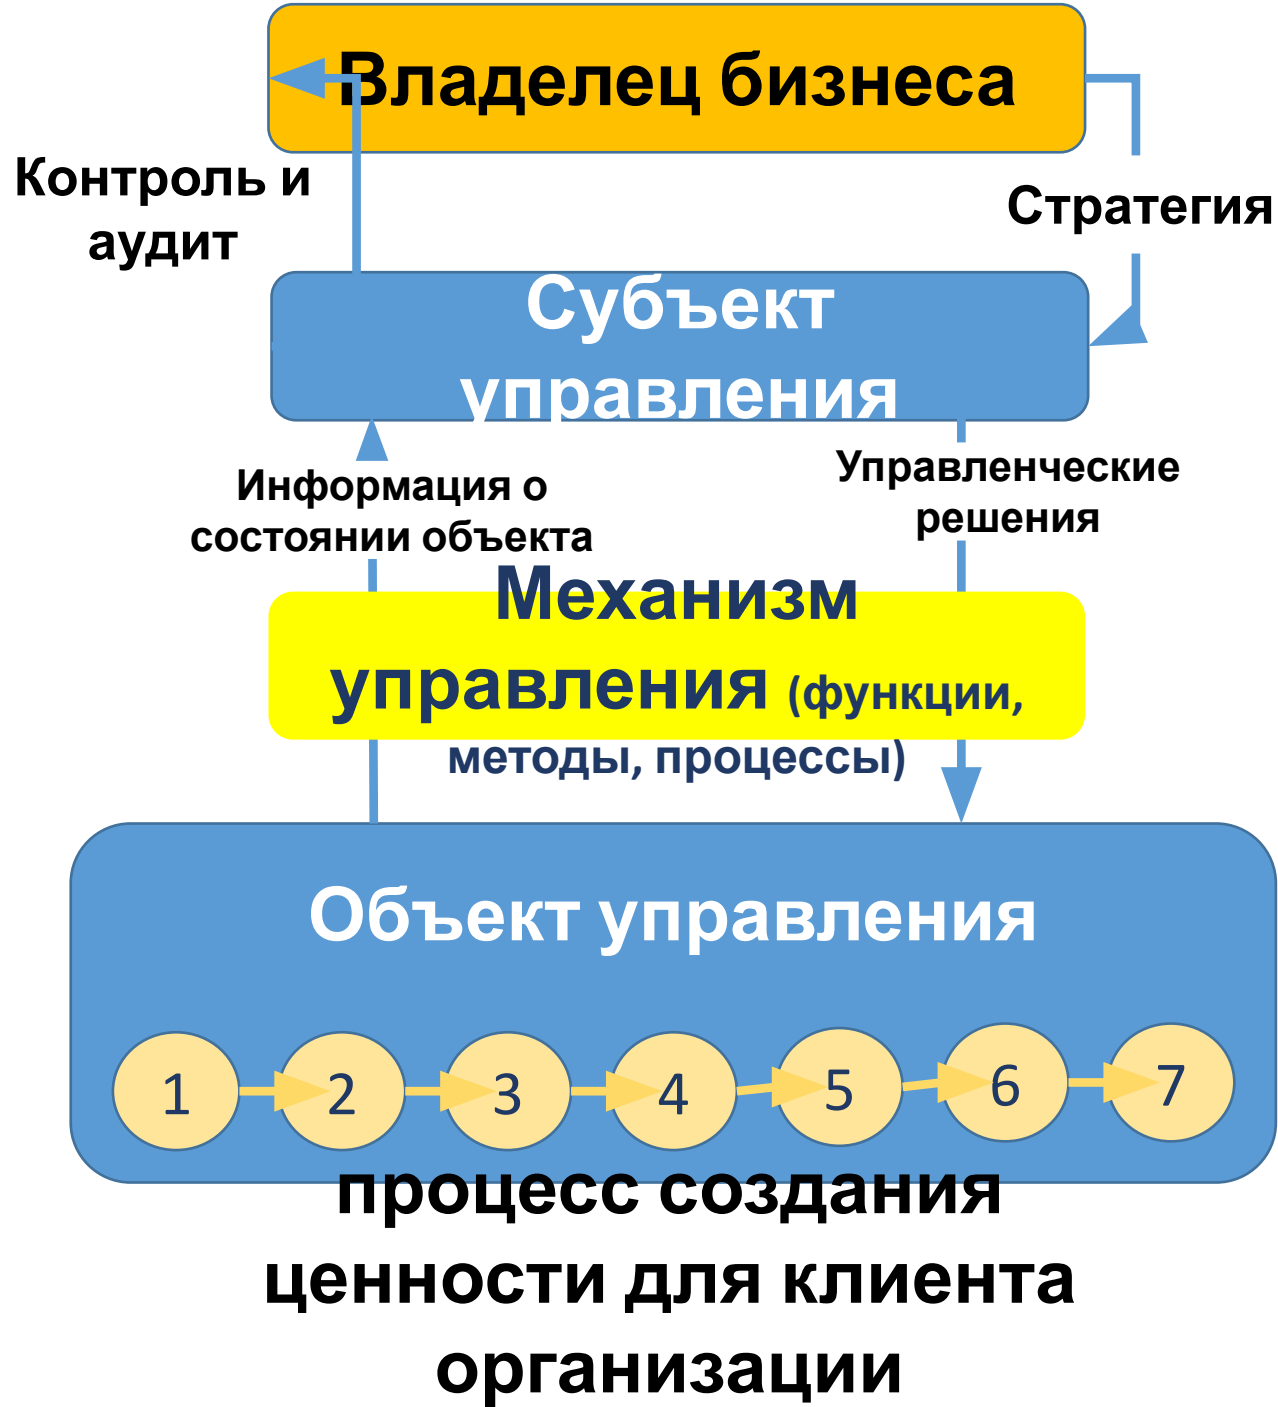 Владелец бизнеса
Контроль и
аудит
Стратегия
Субъект
управления
Информация о
состоянии объекта
Управленческие
решения
Механизм
управления (функции,
методы, процессы)
Объект управления
1 2 3 4 5 6 7
процесс создания
ценности для клиента
организации